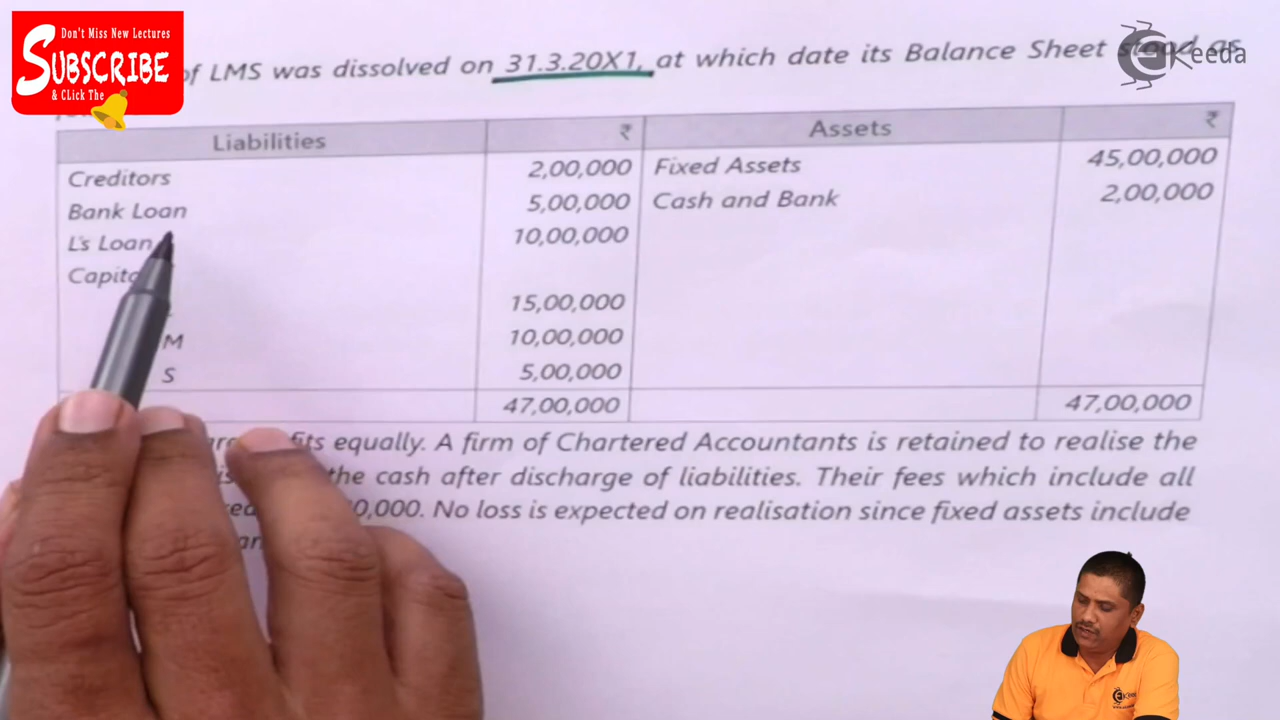 Don't Miss New Lectures
SUBSCRIBE
& CLick The
eKeeda
of LMS was dissolved on 31.3.20X1, at which date its Balance Sheet stood as
Liabilities ₹ Assets ₹
Creditors 2,00,000 Fixed Assets 45,00,000
Bank Loan 5,00,000 Cash and Bank 2,00,000
L's Loan 10,00,000
15,00,000
M 10,00,000
S 5,00,000
47,00,000 47,00,000
equally. A firm of Chartered Accountants is retained to realise the
the cash after discharge of liabilities. Their fees which include all
0,000. No loss is expected on realisation since fixed assets include
eKeeda